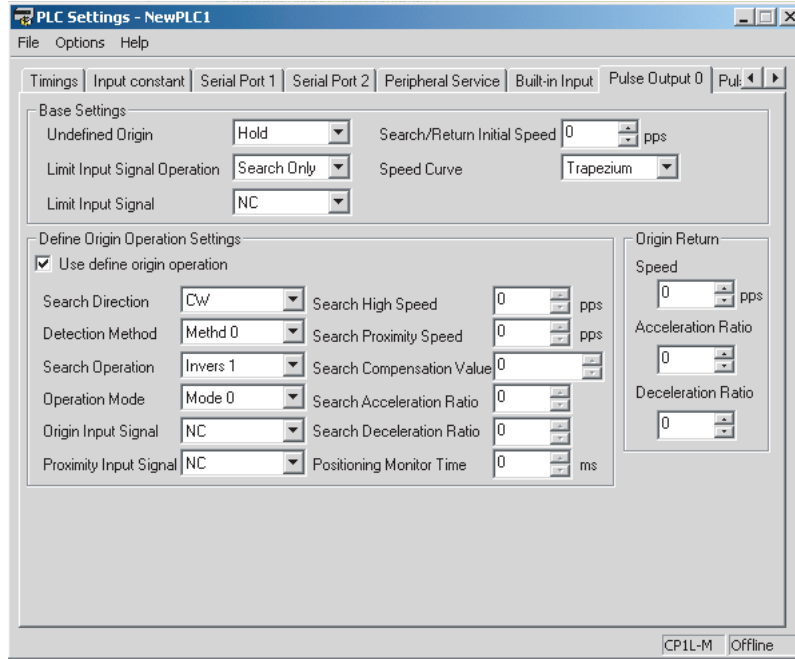 PLC Settings - NewPLC1
File Options Help
Timings Input constant Serial Port 1 Serial Port 2 Peripheral Service Built-in Input Pulse Output 0 Pul
Base Settings
Undefined Origin Hold Search/Return Initial Speed 0 pps
Limit Input Signal Operation Search Only Speed Curve Trapezium
Limit Input Signal NC
Define Origin Operation Settings Origin Return
Use define origin operation Speed
0 pps
Search Direction CW Search High Speed 0 pps
Detection Method Methd 0 Search Proximity Speed 0 pps Acceleration Ratio
Search Operation Invers 1 Search Compensation Value 0 0
Operation Mode Mode 0 Search Acceleration Ratio 0 Deceleration Ratio
Origin Input Signal NC Search Deceleration Ratio 0 0
Proximity Input Signal NC Positioning Monitor Time 0 ms
CP1L-M Offline